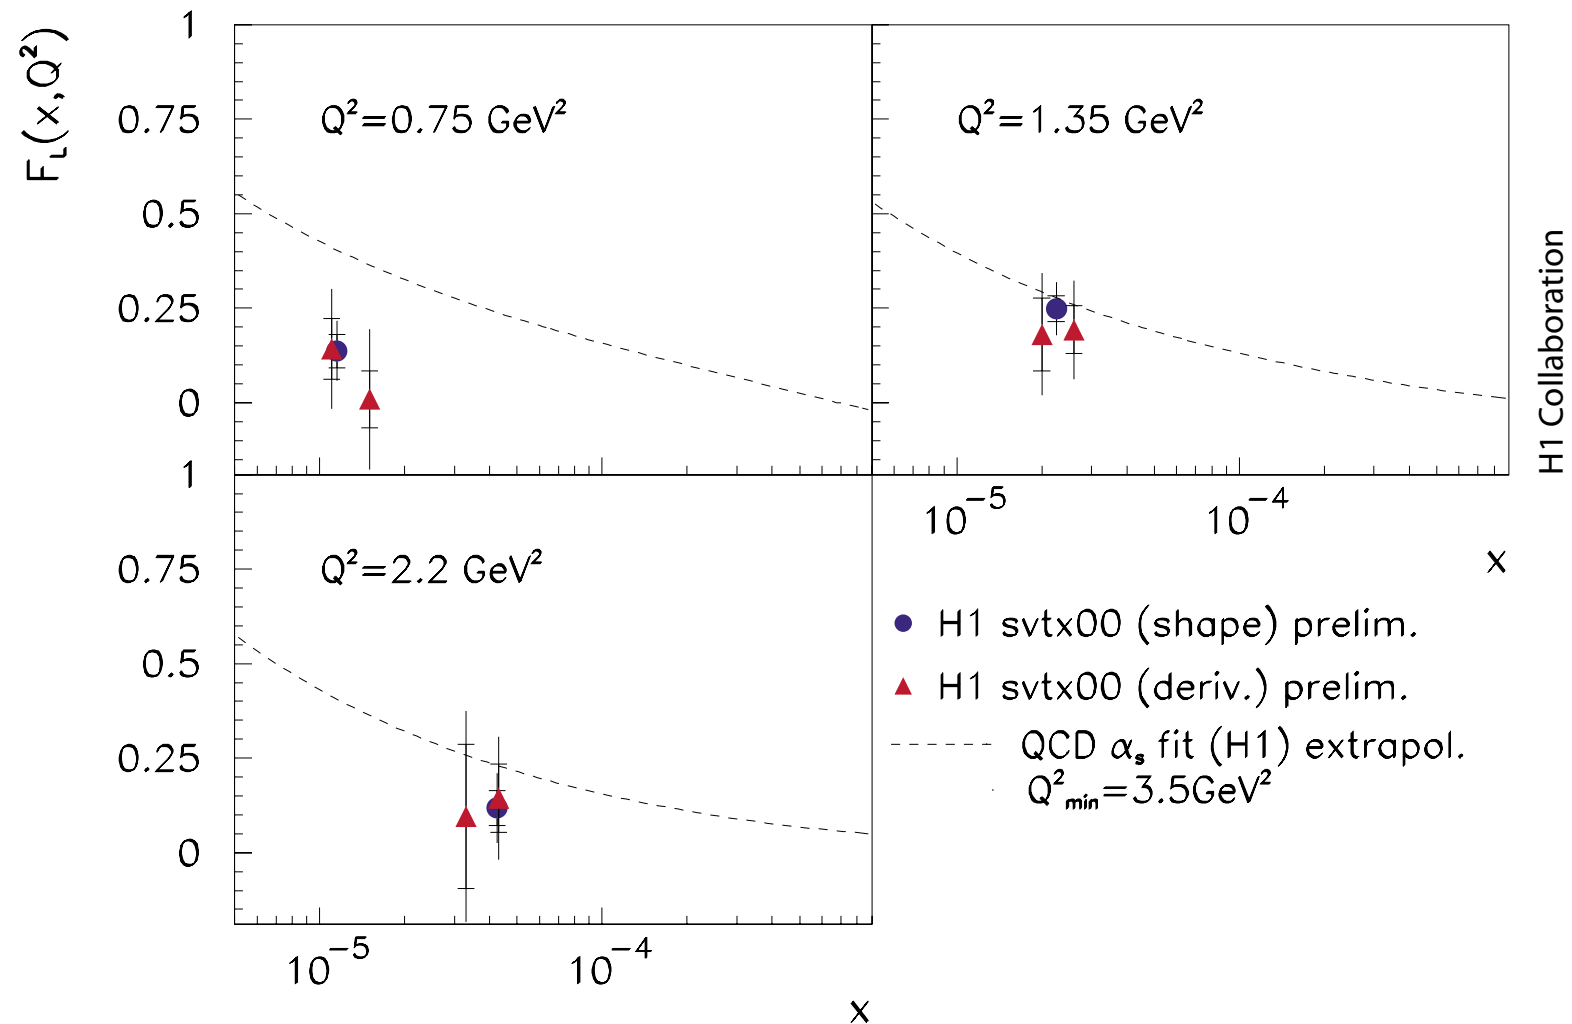 F_L(x,Q²)
1
0.75
0.5
0.25
0
Q²=0.75 GeV²
Q²=1.35 GeV²
10⁻⁵
10⁻⁴
x
H1 Collaboration
1
0.75
0.5
0.25
0
Q²=2.2 GeV²
10⁻⁵
10⁻⁴
x
H1 svtx00 (shape) prelim.
H1 svtx00 (deriv.) prelim.
QCD α_s fit (H1) extrapol.
Q²_min=3.5GeV²